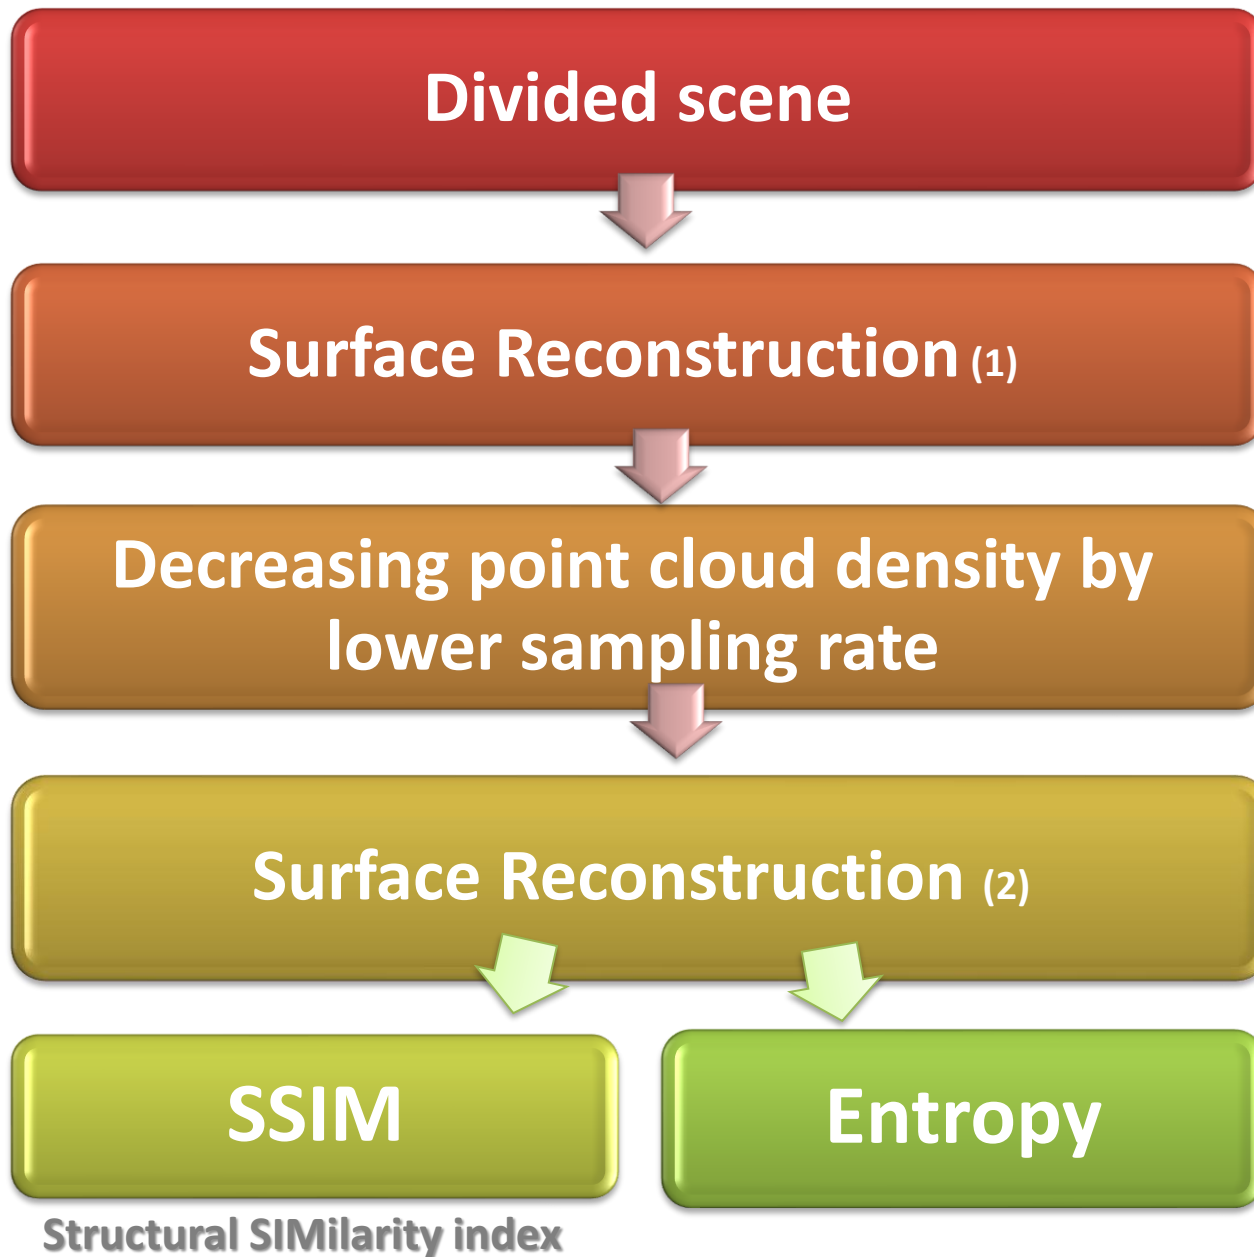 Divided scene
Surface Reconstruction (1)
Decreasing point cloud density by
lower sampling rate
Surface Reconstruction (2)
SSIM
Entropy
Structural SIMilarity index